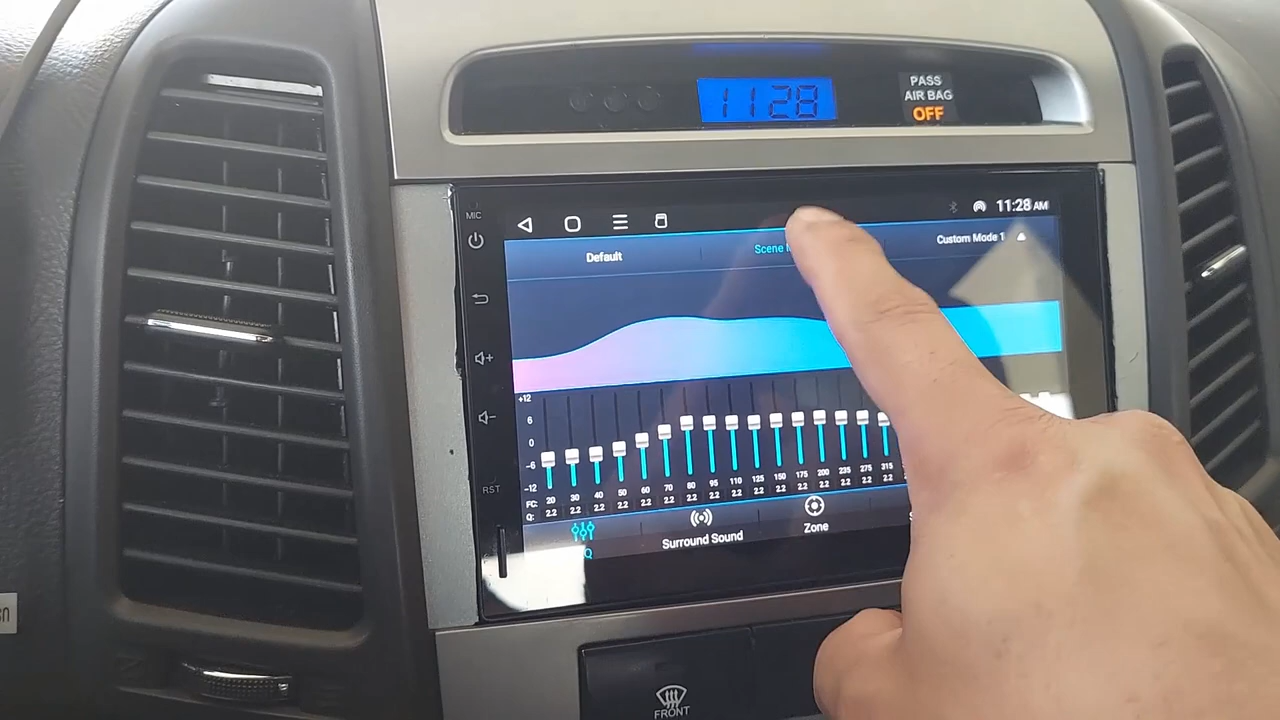 11 28
PASS
AIR BAG
OFF
MIC
11:28 AM
Default
Scene
Custom Mode 1
+12
6
0
-6
-12
FC: 20 30 40 50 60 70 80 95 110 125 150 175 200 235 275 315
Q: 2.2 2.2 2.2 2.2 2.2 2.2 2.2 2.2 2.2 2.2 2.2 2.2 2.2 2.2 2.2 2.2
RST
Surround Sound
Zone
FRONT